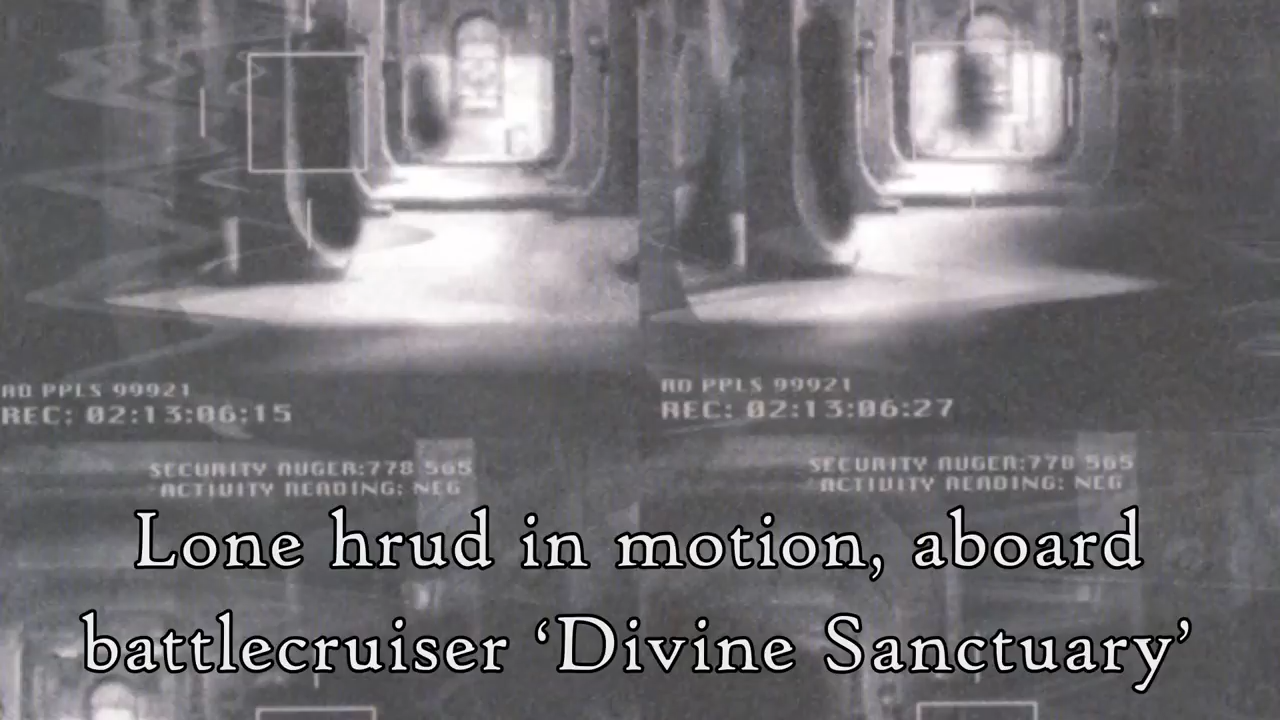 AD PPLS 99921
REC: 02:13:06:15
AD PPLS 99921
REC: 02:13:06:27
SECURITY AUGER:778 565
ACTIVITY READING: NEG
SECURITY AUGER:778 565
ACTIVITY READING: NEG
Lone hrud in motion, aboard
battlecruiser ‘Divine Sanctuary’